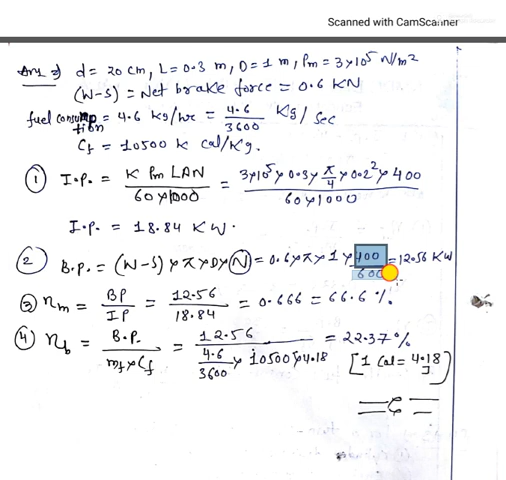 Scanned with CamScanner
Ans ⇒ d = 20 cm, L = 0.3 m, D = 1 m, Pm = 3 × 10⁵ N/m²
(W-S) = Net brake force = 0.6 KN
fuel consumption = 4.6 kg/hr = 4.6/3600 Kg/sec
Cf = 10500 k cal/Kg.
① I.P. = K Pm LAN / 60×1000 = 3×10⁵ × 0.3 × π/4 × 0.2² × 400 / 60×1000
I.P. = 18.84 KW.
② B.P. = (W-S) × π × D × N = 0.6 × π × 1 × 400/60 = 12.56 KW
③ ηm = BP/IP = 12.56/18.84 = 0.666 = 66.6 %
④ ηb = B.P./mf × Cf = 12.56 / 4.6/3600 × 10500 × 4.18 = 22.37 %
[1 Cal = 4.18 J]